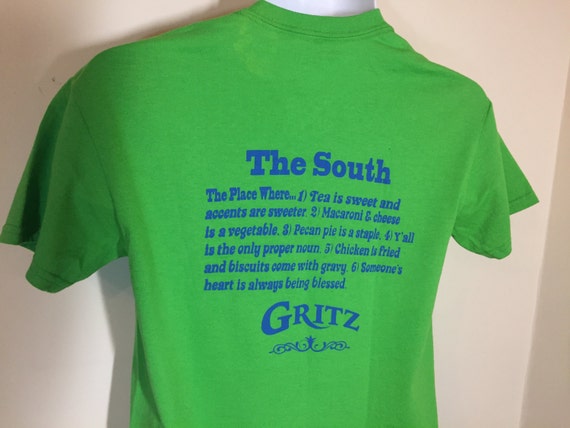 The South
The Place Where... 1) Tea is sweet and
accents are sweeter. 2) Macaroni & cheese
is a vegetable. 3) Pecan pie is a staple. 4) Y'all
is the only proper noun. 5) Chicken is fried
and biscuits come with gravy. 6) Someone's
heart is always being blessed.
GRITZ